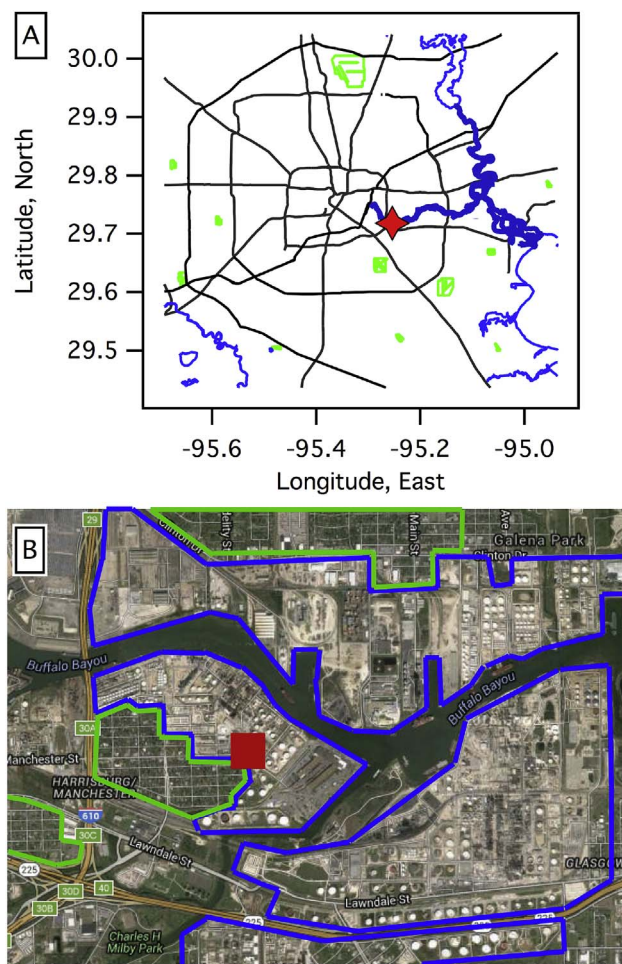 A
30.0
29.9
29.8
29.7
29.6
29.5
Latitude, North
-95.6
-95.4
-95.2
-95.0
Longitude, East
B
29
Clinton Dr
Main St
Galena Park
Clinton Dr
Buffalo Bayou
Buffalo Bayou
30A
Manchester St
HARRISBURG/
MANCHESTER
610
30C
Lawndale St
225
30D
40
30B
Charles H
Milby Park
225
Lawndale St
225
GLASGOW